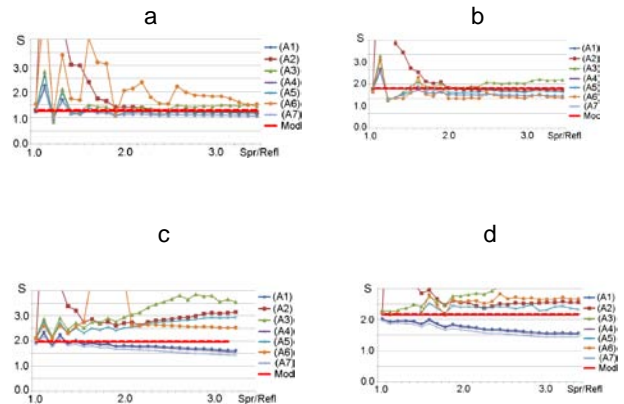 a
S
3.0
2.0
1.0
0.0
1.0 2.0 3.0 Spr/Refl
(A1)
(A2)
(A3)
(A4)
(A5)
(A6)
(A7)
Modl
b
S
3.0
2.0
1.0
0.0
1.0 2.0 3.0 Spr/Refl
(A1)
(A2)
(A3)
(A4)
(A5)
(A6)
(A7
Mod
c
S
4.0
3.0
2.0
1.0
0.0
1.0 2.0 3.0 Spr/Refl
(A1)
(A2)
(A3)
(A4)
(A5)
(A6)
(A7)
Modl
d
S
3.0
2.0
1.0
0.0
1.0 2.0 3.0 Spr/Refl
(A1)
(A2)
(A3)
(A4)
(A5)
(A6)
(A7)
Modl